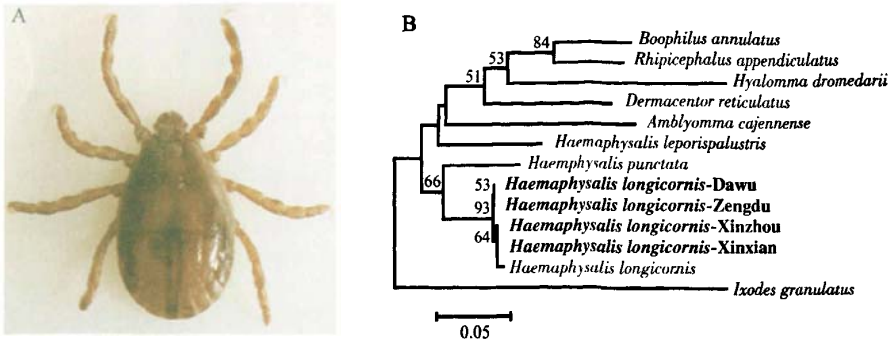 A
B
84
Boophilus annulatus
53
Rhipicephalus appendiculatus
51
Hyalomma dromedarii
Dermacentor reticulatus
Amblyomma cajennense
Haemaphysalis leporispalustris
Haemphysalis punctata
66
53
Haemaphysalis longicornis-Dawu
93
Haemaphysalis longicornis-Zengdu
Haemaphysalis longicornis-Xinzhou
64
Haemaphysalis longicornis-Xinxian
Haemaphysalis longicornis
Ixodes granulatus
0.05